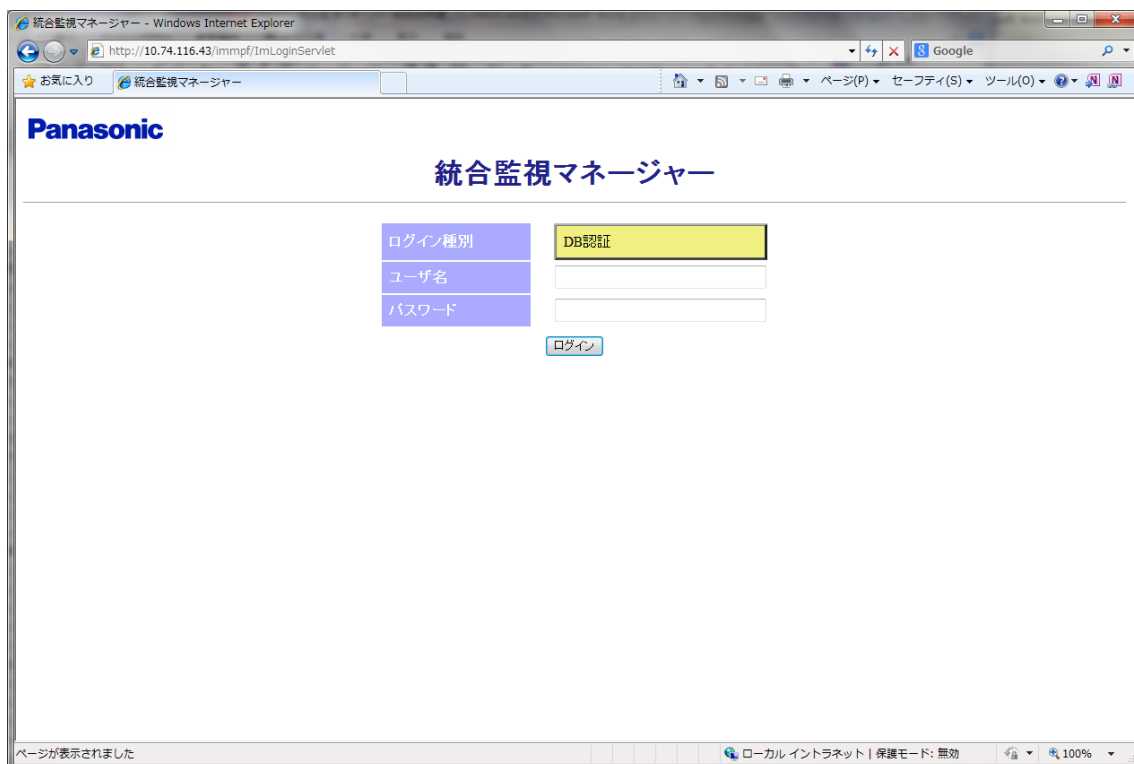 統合監視マネージャー - Windows Internet Explorer
http://10.74.116.43/immpf/ImLoginServlet
Google
お気に入り
統合監視マネージャー
ページ(P)
セーフティ(S)
ツール(O)
Panasonic
統合監視マネージャー
ログイン種別
DB認証
ユーザ名
パスワード
ログイン
ページが表示されました
ローカル イントラネット | 保護モード: 無効
100%